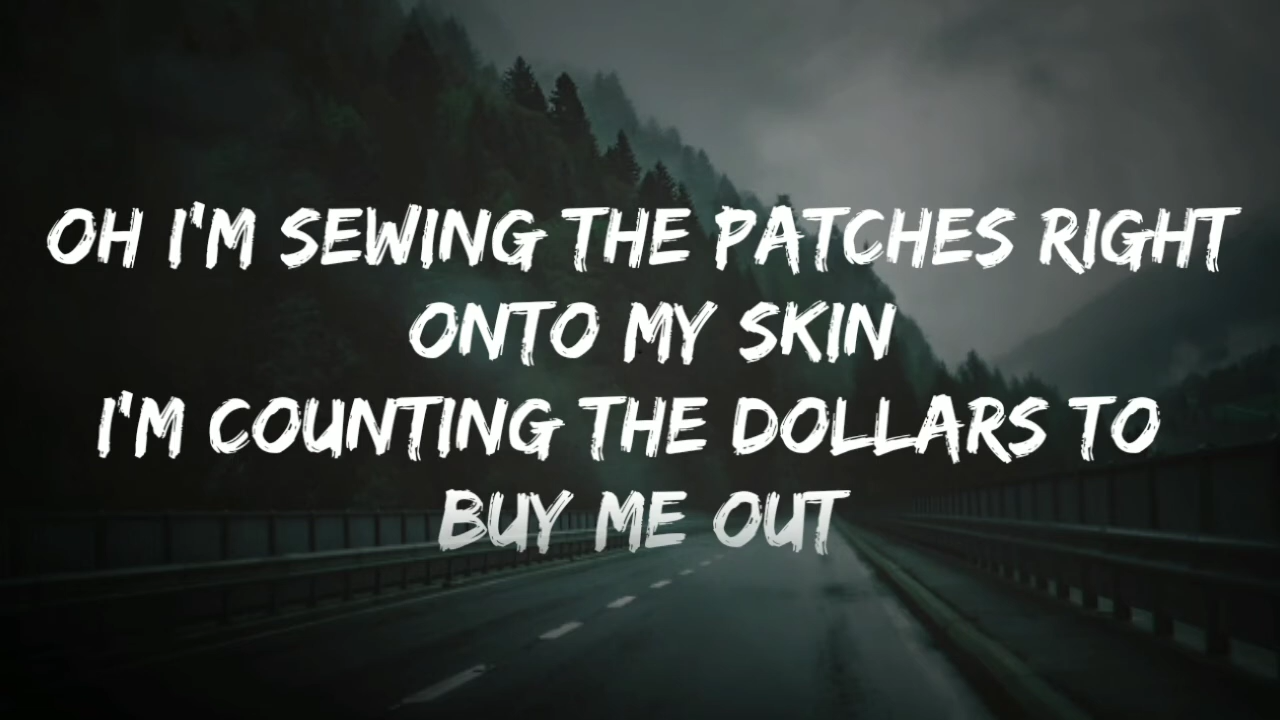 OH I'M SEWING THE PATCHES RIGHT
ONTO MY SKIN
I'M COUNTING THE DOLLARS TO
BUY ME OUT